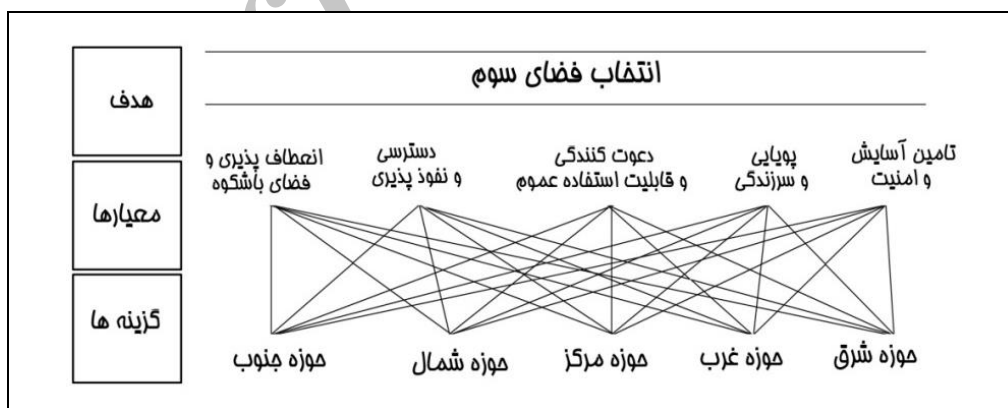 هدف
انتخاب فضای سوم
معیارها
تامین آسایش
و امنیت
پویایی
و سرزندگی
دعوت کنندگی
و قابلیت استفاده عموم
دسترسی
و نفوذ پذیری
انعطاف پذیری و
فضای باشکوه
گزینه ها
حوزه شرق
حوزه غرب
حوزه مرکز
حوزه شمال
حوزه جنوب